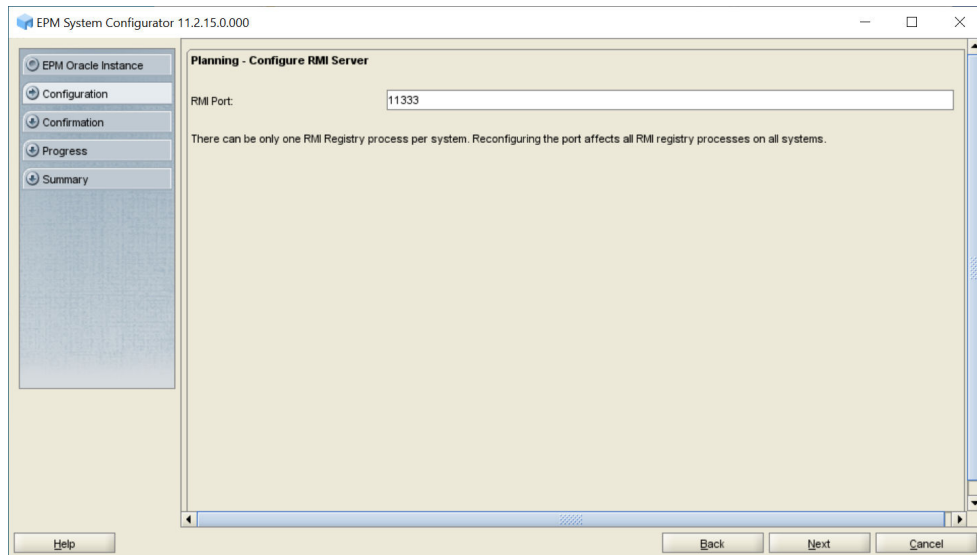 EPM System Configurator 11.2.15.0.000
EPM Oracle Instance
Configuration
Confirmation
Progress
Summary
Planning - Configure RMI Server
RMI Port: 11333
There can be only one RMI Registry process per system. Reconfiguring the port affects all RMI registry processes on all systems.
Help Back Next Cancel